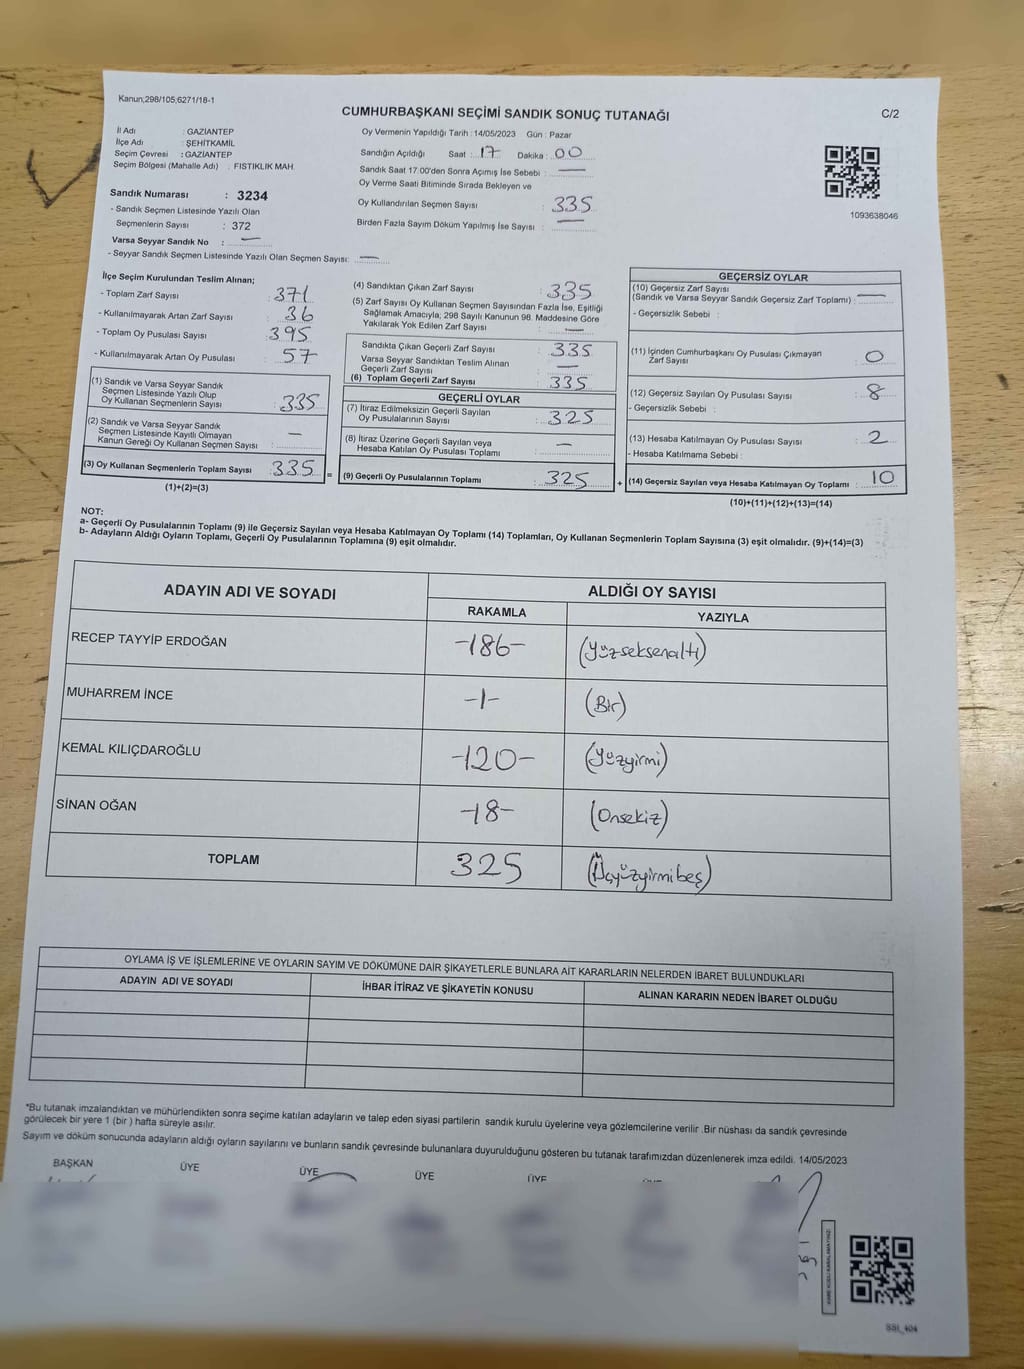 Kanun;298/105,6271/18-1
CUMHURBAŞKANI SEÇİMİ SANDIK SONUÇ TUTANAĞI
C/2
İl Adı : GAZİANTEP
İlçe Adı : ŞEHİTKAMİL
Seçim Çevresi : GAZİANTEP
Seçim Bölgesi (Mahalle Adı) : FISTIKLIK MAH.
Oy Vermenin Yapıldığı Tarih : 14/05/2023 Gün : Pazar
Sandığın Açıldığı Saat : 17 Dakika : 00
Sandık Saat 17:00'den Sonra Açımış İse Sebebi : —
Oy Verme Saati Bitiminde Sırada Bekleyen ve
Oy Kullandırılan Seçmen Sayısı : 335
Birden Fazla Sayım Döküm Yapılmış İse Sayısı : —
1093638046
Sandık Numarası : 3234
- Sandık Seçmen Listesinde Yazılı Olan
Seçmenlerin Sayısı : 372
Varsa Seyyar Sandık No : —
- Seyyar Sandık Seçmen Listesinde Yazılı Olan Seçmen Sayısı: —
İlçe Seçim Kurulundan Teslim Alınan;
- Toplam Zarf Sayısı : 371
- Kullanılmayarak Artan Zarf Sayısı : 36
- Toplam Oy Pusulası Sayısı : 395
- Kullanılmayarak Artan Oy Pusulası : 57
(1) Sandık ve Varsa Seyyar Sandık
Seçmen Listesinde Yazılı Olup
Oy Kullanan Seçmenlerin Sayısı : 335
(2) Sandık ve Varsa Seyyar Sandık
Seçmen Listesinde Kayıtlı Olmayan
Kanun Gereği Oy Kullanan Seçmen Sayısı : —
(3) Oy Kullanan Seçmenlerin Toplam Sayısı : 335 =
(1)+(2)=(3)
(4) Sandıktan Çıkan Zarf Sayısı : 335
(5) Zarf Sayısı Oy Kullanan Seçmen Sayısından Fazla İse, Eşitliği
Sağlamak Amacıyla; 298 Sayılı Kanunun 98. Maddesine Göre
Yakılarak Yok Edilen Zarf Sayısı : —
Sandıkta Çıkan Geçerli Zarf Sayısı : 335
Varsa Seyyar Sandıktan Teslim Alınan
Geçerli Zarf Sayısı : —
(6) Toplam Geçerli Zarf Sayısı : 335
GEÇERLİ OYLAR
(7) İtiraz Edilmeksizin Geçerli Sayılan
Oy Pusulalarının Sayısı : 325
(8) İtiraz Üzerine Geçerli Sayılan veya
Hesaba Katılan Oy Pusulası Toplamı : —
(9) Geçerli Oy Pusulalarının Toplamı : 325 +
GEÇERSİZ OYLAR
(10) Geçersiz Zarf Sayısı
(Sandık ve Varsa Seyyar Sandık Geçersiz Zarf Toplamı) : —
- Geçersizlik Sebebi :
(11) İçinden Cumhurbaşkanı Oy Pusulası Çıkmayan
Zarf Sayısı : 0
(12) Geçersiz Sayılan Oy Pusulası Sayısı : 8
- Geçersizlik Sebebi :
(13) Hesaba Katılmayan Oy Pusulası Sayısı : 2
- Hesaba Katılmama Sebebi :
(14) Geçersiz Sayılan veya Hesaba Katılmayan Oy Toplamı : 10
(10)+(11)+(12)+(13)=(14)
NOT:
a- Geçerli Oy Pusulalarının Toplamı (9) ile Geçersiz Sayılan veya Hesaba Katılmayan Oy Toplamı (14) Toplamları, Oy Kullanan Seçmenlerin Toplam Sayısına (3) eşit olmalıdır. (9)+(14)=(3)
b- Adayların Aldığı Oyların Toplamı, Geçerli Oy Pusulalarının Toplamına (9) eşit olmalıdır.
ADAYIN ADI VE SOYADI
ALDIĞI OY SAYISI
RAKAMLA YAZIYLA
RECEP TAYYİP ERDOĞAN -186- (Yüzseksenaltı)
MUHARREM İNCE -1- (Bir)
KEMAL KILIÇDAROĞLU -120- (Yüzyirmi)
SİNAN OĞAN -18- (Onsekiz)
TOPLAM 325 (Üçyüzyirmibeş)
OYLAMA İŞ VE İŞLEMLERİNE VE OYLARIN SAYIM VE DÖKÜMÜNE DAİR ŞİKAYETLERLE BUNLARA AİT KARARLARIN NELERDEN İBARET BULUNDUKLARI
ADAYIN ADI VE SOYADI İHBAR İTİRAZ VE ŞİKAYETİN KONUSU ALINAN KARARIN NEDEN İBARET OLDUĞU
*Bu tutanak imzalandıktan ve mühürlendikten sonra seçime katılan adayların ve talep eden siyasi partilerin sandık kurulu üyelerine veya gözlemcilerine verilir .Bir nüshası da sandık çevresinde
görülecek bir yere 1 (bir ) hafta süreyle asılır.
Sayım ve döküm sonucunda adayların aldığı oyların sayılarını ve bunların sandık çevresinde bulunanlara duyurulduğunu gösteren bu tutanak tarafımızdan düzenlenerek imza edildi. 14/05/2023
BAŞKAN ÜYE ÜYE ÜYE ÜYE
KARE KODU KARALAMAYINIZ!
SSI_404